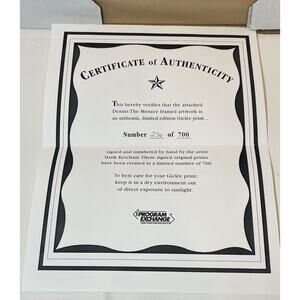 CERTIFICATE of AUTHENTICITY
This hereby verifies that the attached
Dennis The Menace framed artwork is
an authentic, limited edition Giclée print...
Number of 700
signed and numbered by hand by the artist
Hank Ketcham. These signed original prints
have been created in a limited number of 700.
To best care for your Giclée print:
keep it in a dry environment out
of direct exposure to sunlight.
PROGRAM
EXCHANGE